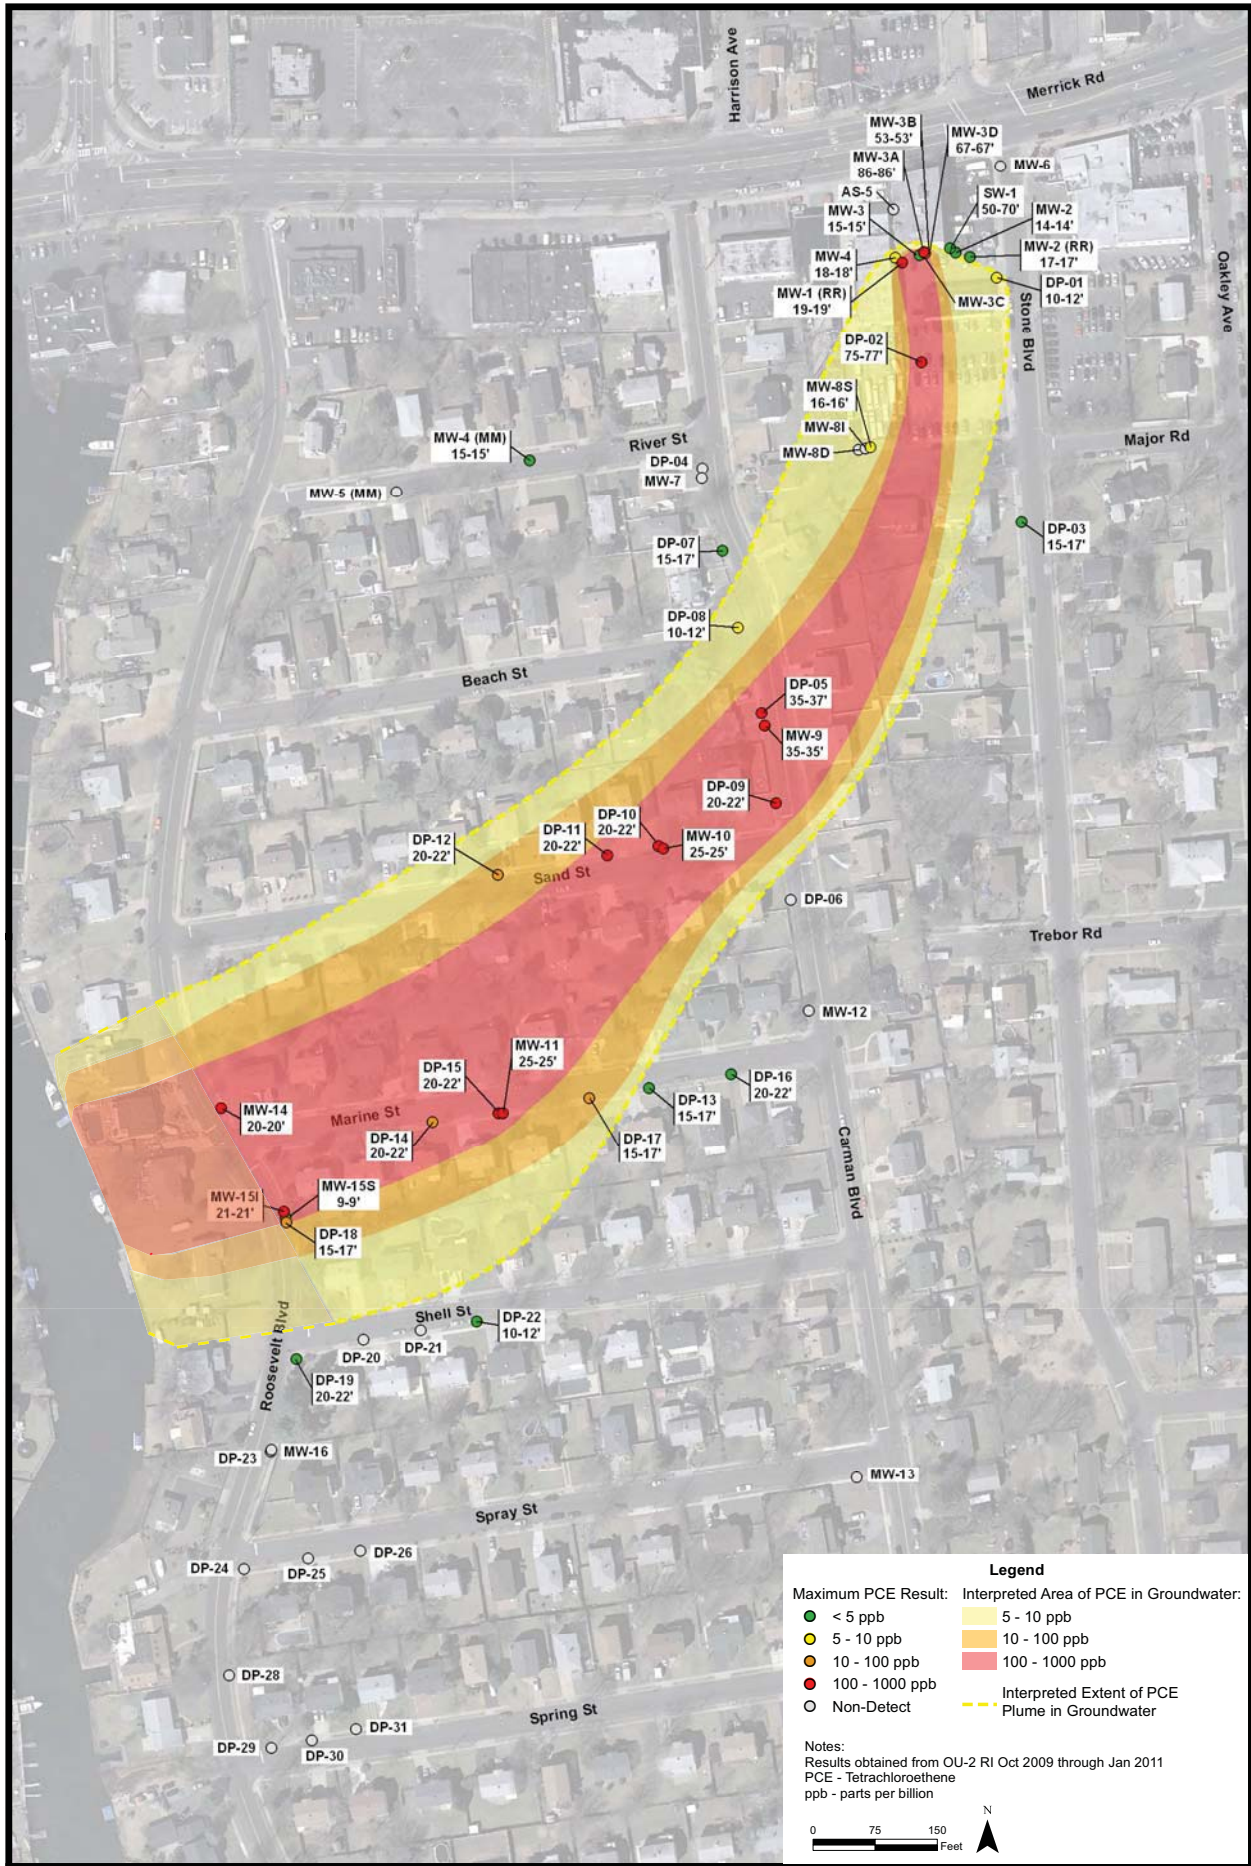 Harrison Ave
Merrick Rd
MW-3B
53-53'
MW-3D
67-67'
MW-3A
86-86'
MW-6
AS-5
SW-1
50-70'
MW-3
15-15'
MW-2
14-14'
MW-4
18-18'
MW-2 (RR)
17-17'
Oakley Ave
MW-1 (RR)
19-19'
MW-3C
DP-01
10-12'
Stone Blvd
DP-02
75-77'
MW-8S
16-16'
MW-8I
MW-8D
River St
Major Rd
MW-4 (MM)
15-15'
DP-04
MW-7
MW-5 (MM)
DP-03
15-17'
DP-07
15-17'
DP-08
10-12'
Beach St
DP-05
35-37'
MW-9
35-35'
DP-09
20-22'
DP-10
20-22'
DP-11
20-22'
MW-10
25-25'
DP-12
20-22'
Sand St
DP-06
Trebor Rd
MW-12
MW-11
25-25'
DP-15
20-22'
DP-16
20-22'
DP-13
15-17'
MW-14
20-20'
Marine St
DP-14
20-22'
DP-17
15-17'
Carman Blvd
MW-15I
21-21'
MW-15S
9-9'
DP-18
15-17'
Shell St
DP-22
10-12'
Roosevelt Blvd
DP-20
DP-21
DP-19
20-22'
DP-23
MW-16
MW-13
Spray St
DP-24
DP-25
DP-26
DP-28
Spring St
DP-31
DP-29
DP-30
Legend
Maximum PCE Result:
< 5 ppb
5 - 10 ppb
10 - 100 ppb
100 - 1000 ppb
Non-Detect
Interpreted Area of PCE in Groundwater:
5 - 10 ppb
10 - 100 ppb
100 - 1000 ppb
Interpreted Extent of PCE
Plume in Groundwater
Notes:
Results obtained from OU-2 RI Oct 2009 through Jan 2011
PCE - Tetrachloroethene
ppb - parts per billion
0 75 150
Feet
N